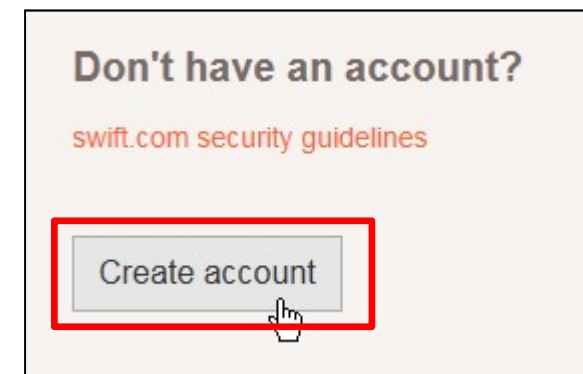 Don't have an account?
swift.com security guidelines
Create account